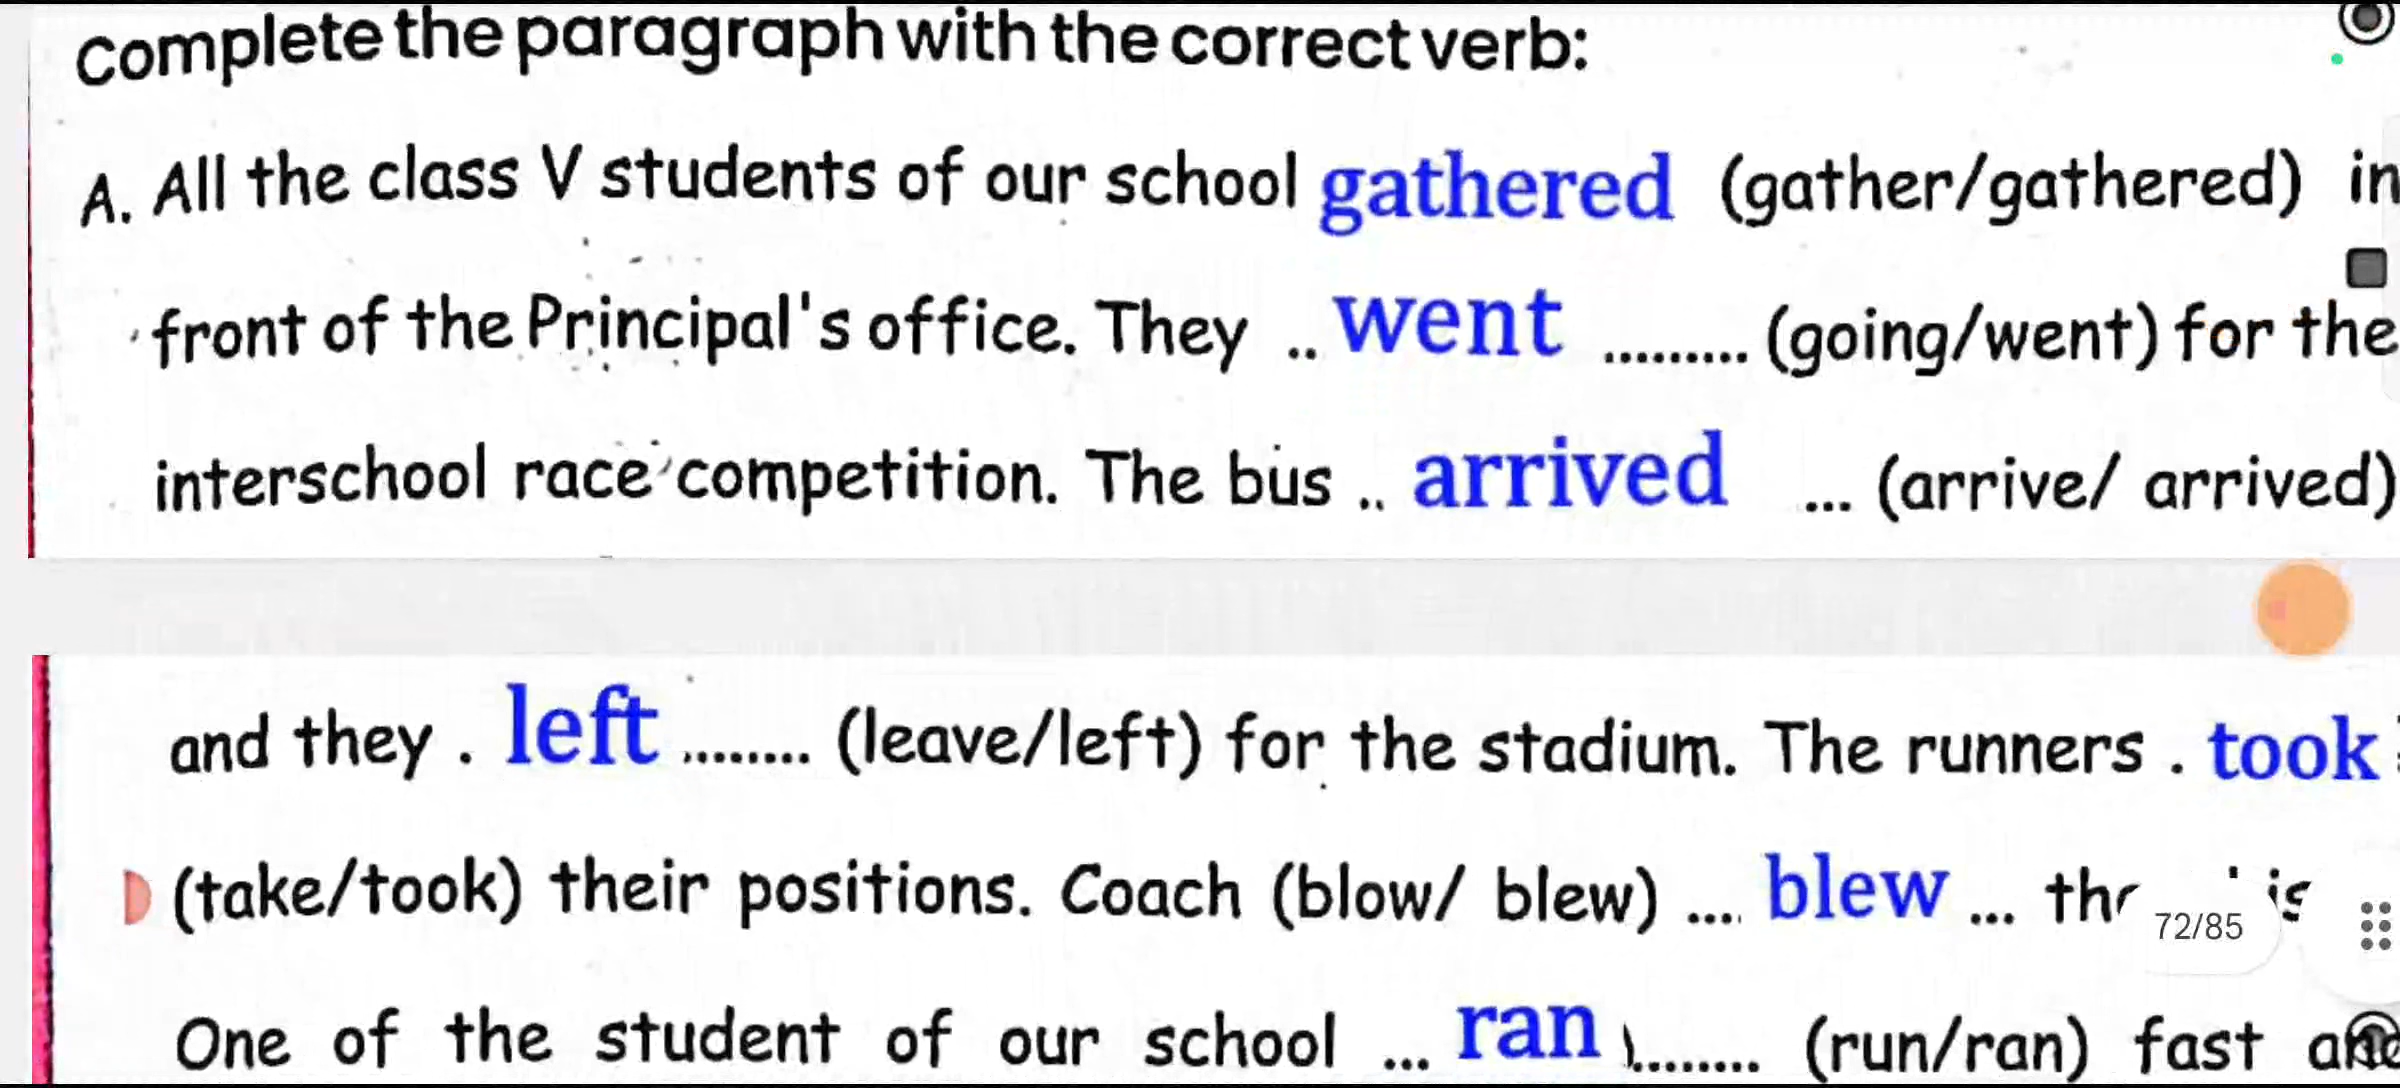 Complete the paragraph with the correct verb:
A. All the class V students of our school gathered (gather/gathered) in
front of the Principal's office. They .. went ......... (going/went) for the
interschool race competition. The bus .. arrived ... (arrive/ arrived)
and they . left ........ (leave/left) for the stadium. The runners . took
(take/took) their positions. Coach (blow/ blew) .... blew ...
72/85
One of the student of our school ... ran ........ (run/ran) fast